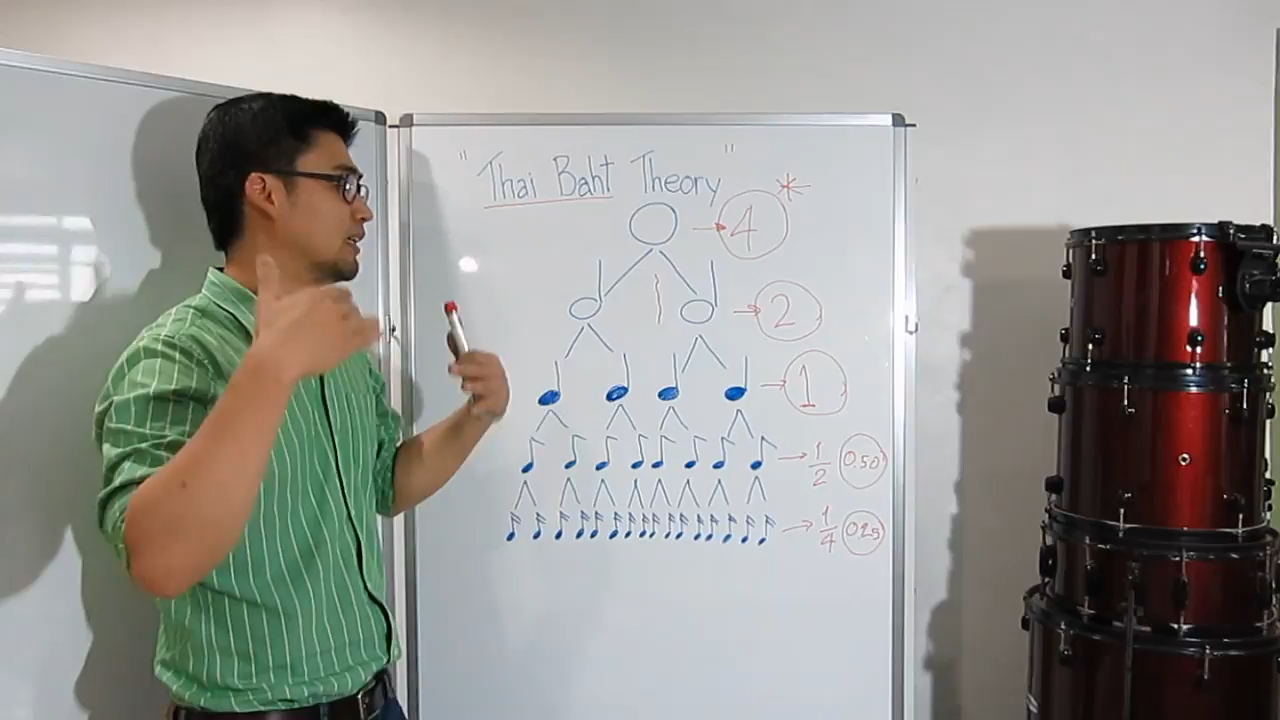 "Thai Baht Theory"
→ 4 *
→ 2
→ 1
→ 1/2 0.50
→ 1/4 0.25